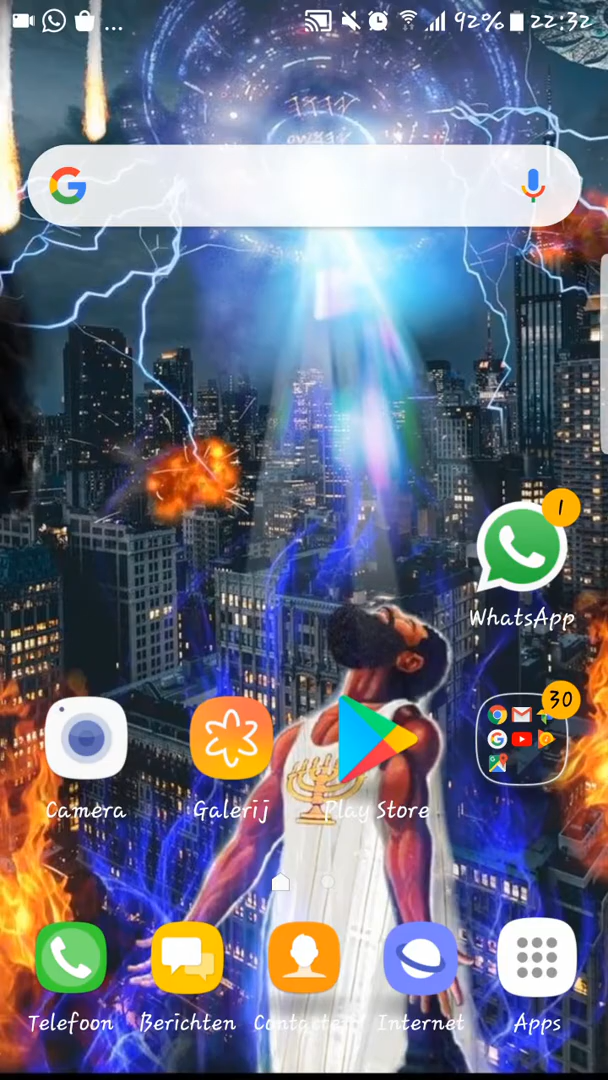 ... 92% 22:32
G
1
WhatsApp
30
Camera Galerij Play Store
Telefoon Berichten Contacten Internet Apps